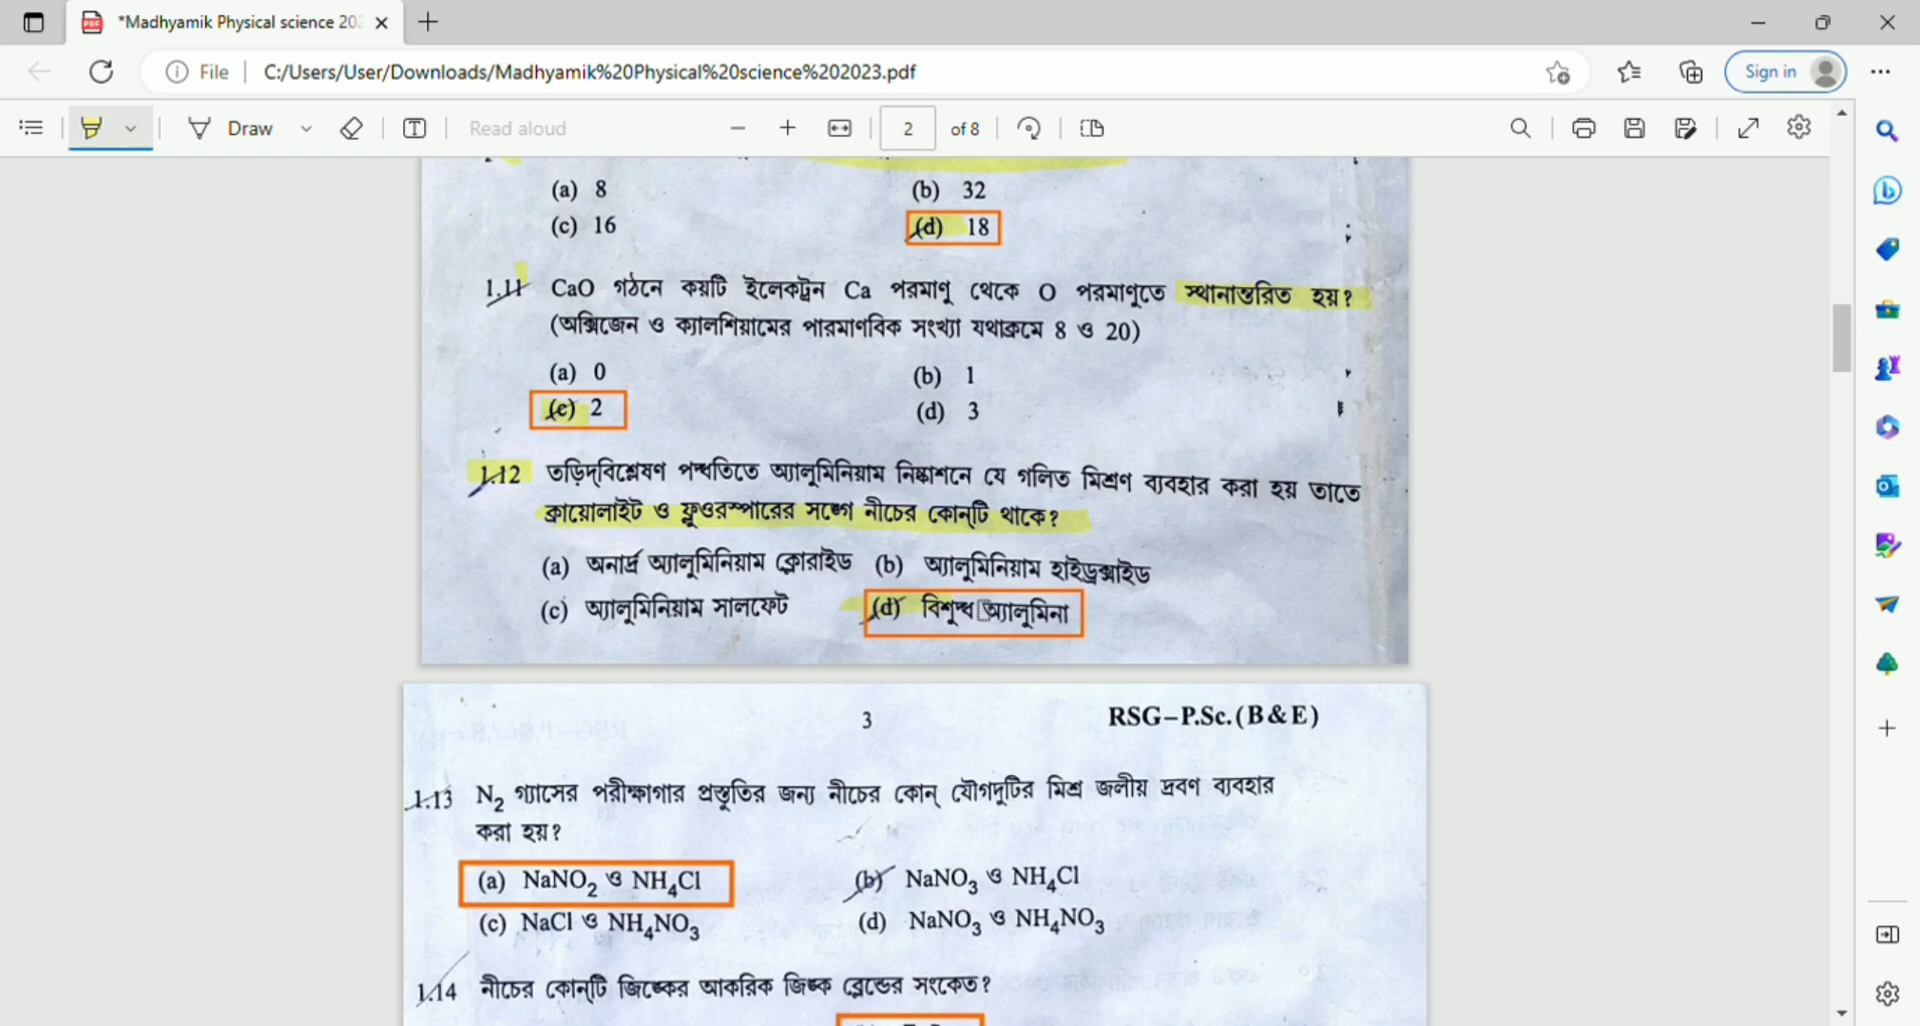 *Madhyamik Physical science 202
File
C:/Users/User/Downloads/Madhyamik%20Physical%20science%202023.pdf
Sign in
Draw
Read aloud
2
of 8
(a) 8
(b) 32
(c) 16
(d) 18
1.11 CaO গঠনে কয়টি ইলেকট্রন Ca পরমাণু থেকে O পরমাণুতে স্থানান্তরিত হয়?
(অক্সিজেন ও ক্যালশিয়ামের পারমাণবিক সংখ্যা যথাক্রমে 8 ও 20)
(a) 0
(b) 1
(c) 2
(d) 3
1.12 তড়িদ্‌বিশ্লেষণ পদ্ধতিতে অ্যালুমিনিয়াম নিষ্কাশনে যে গলিত মিশ্রণ ব্যবহার করা হয় তাতে
ক্রায়োলাইট ও ফ্লুওরস্পারের সঙ্গে নীচের কোন্‌টি থাকে?
(a) অনার্দ্র অ্যালুমিনিয়াম ক্লোরাইড (b) অ্যালুমিনিয়াম হাইড্রক্সাইড
(c) অ্যালুমিনিয়াম সালফেট
(d) বিশুদ্ধ অ্যালুমিনা
3
RSG–P.Sc.(B&E)
1.13 N₂ গ্যাসের পরীক্ষাগার প্রস্তুতির জন্য নীচের কোন্ যৌগদুটির মিশ্র জলীয় দ্রবণ ব্যবহার
করা হয়?
(a) NaNO₂ ও NH₄Cl
(b) NaNO₃ ও NH₄Cl
(c) NaCl ও NH₄NO₃
(d) NaNO₃ ও NH₄NO₃
1.14 নীচের কোন্‌টি জিঙ্কের আকরিক জিঙ্ক ব্লেন্ডের সংকেত?